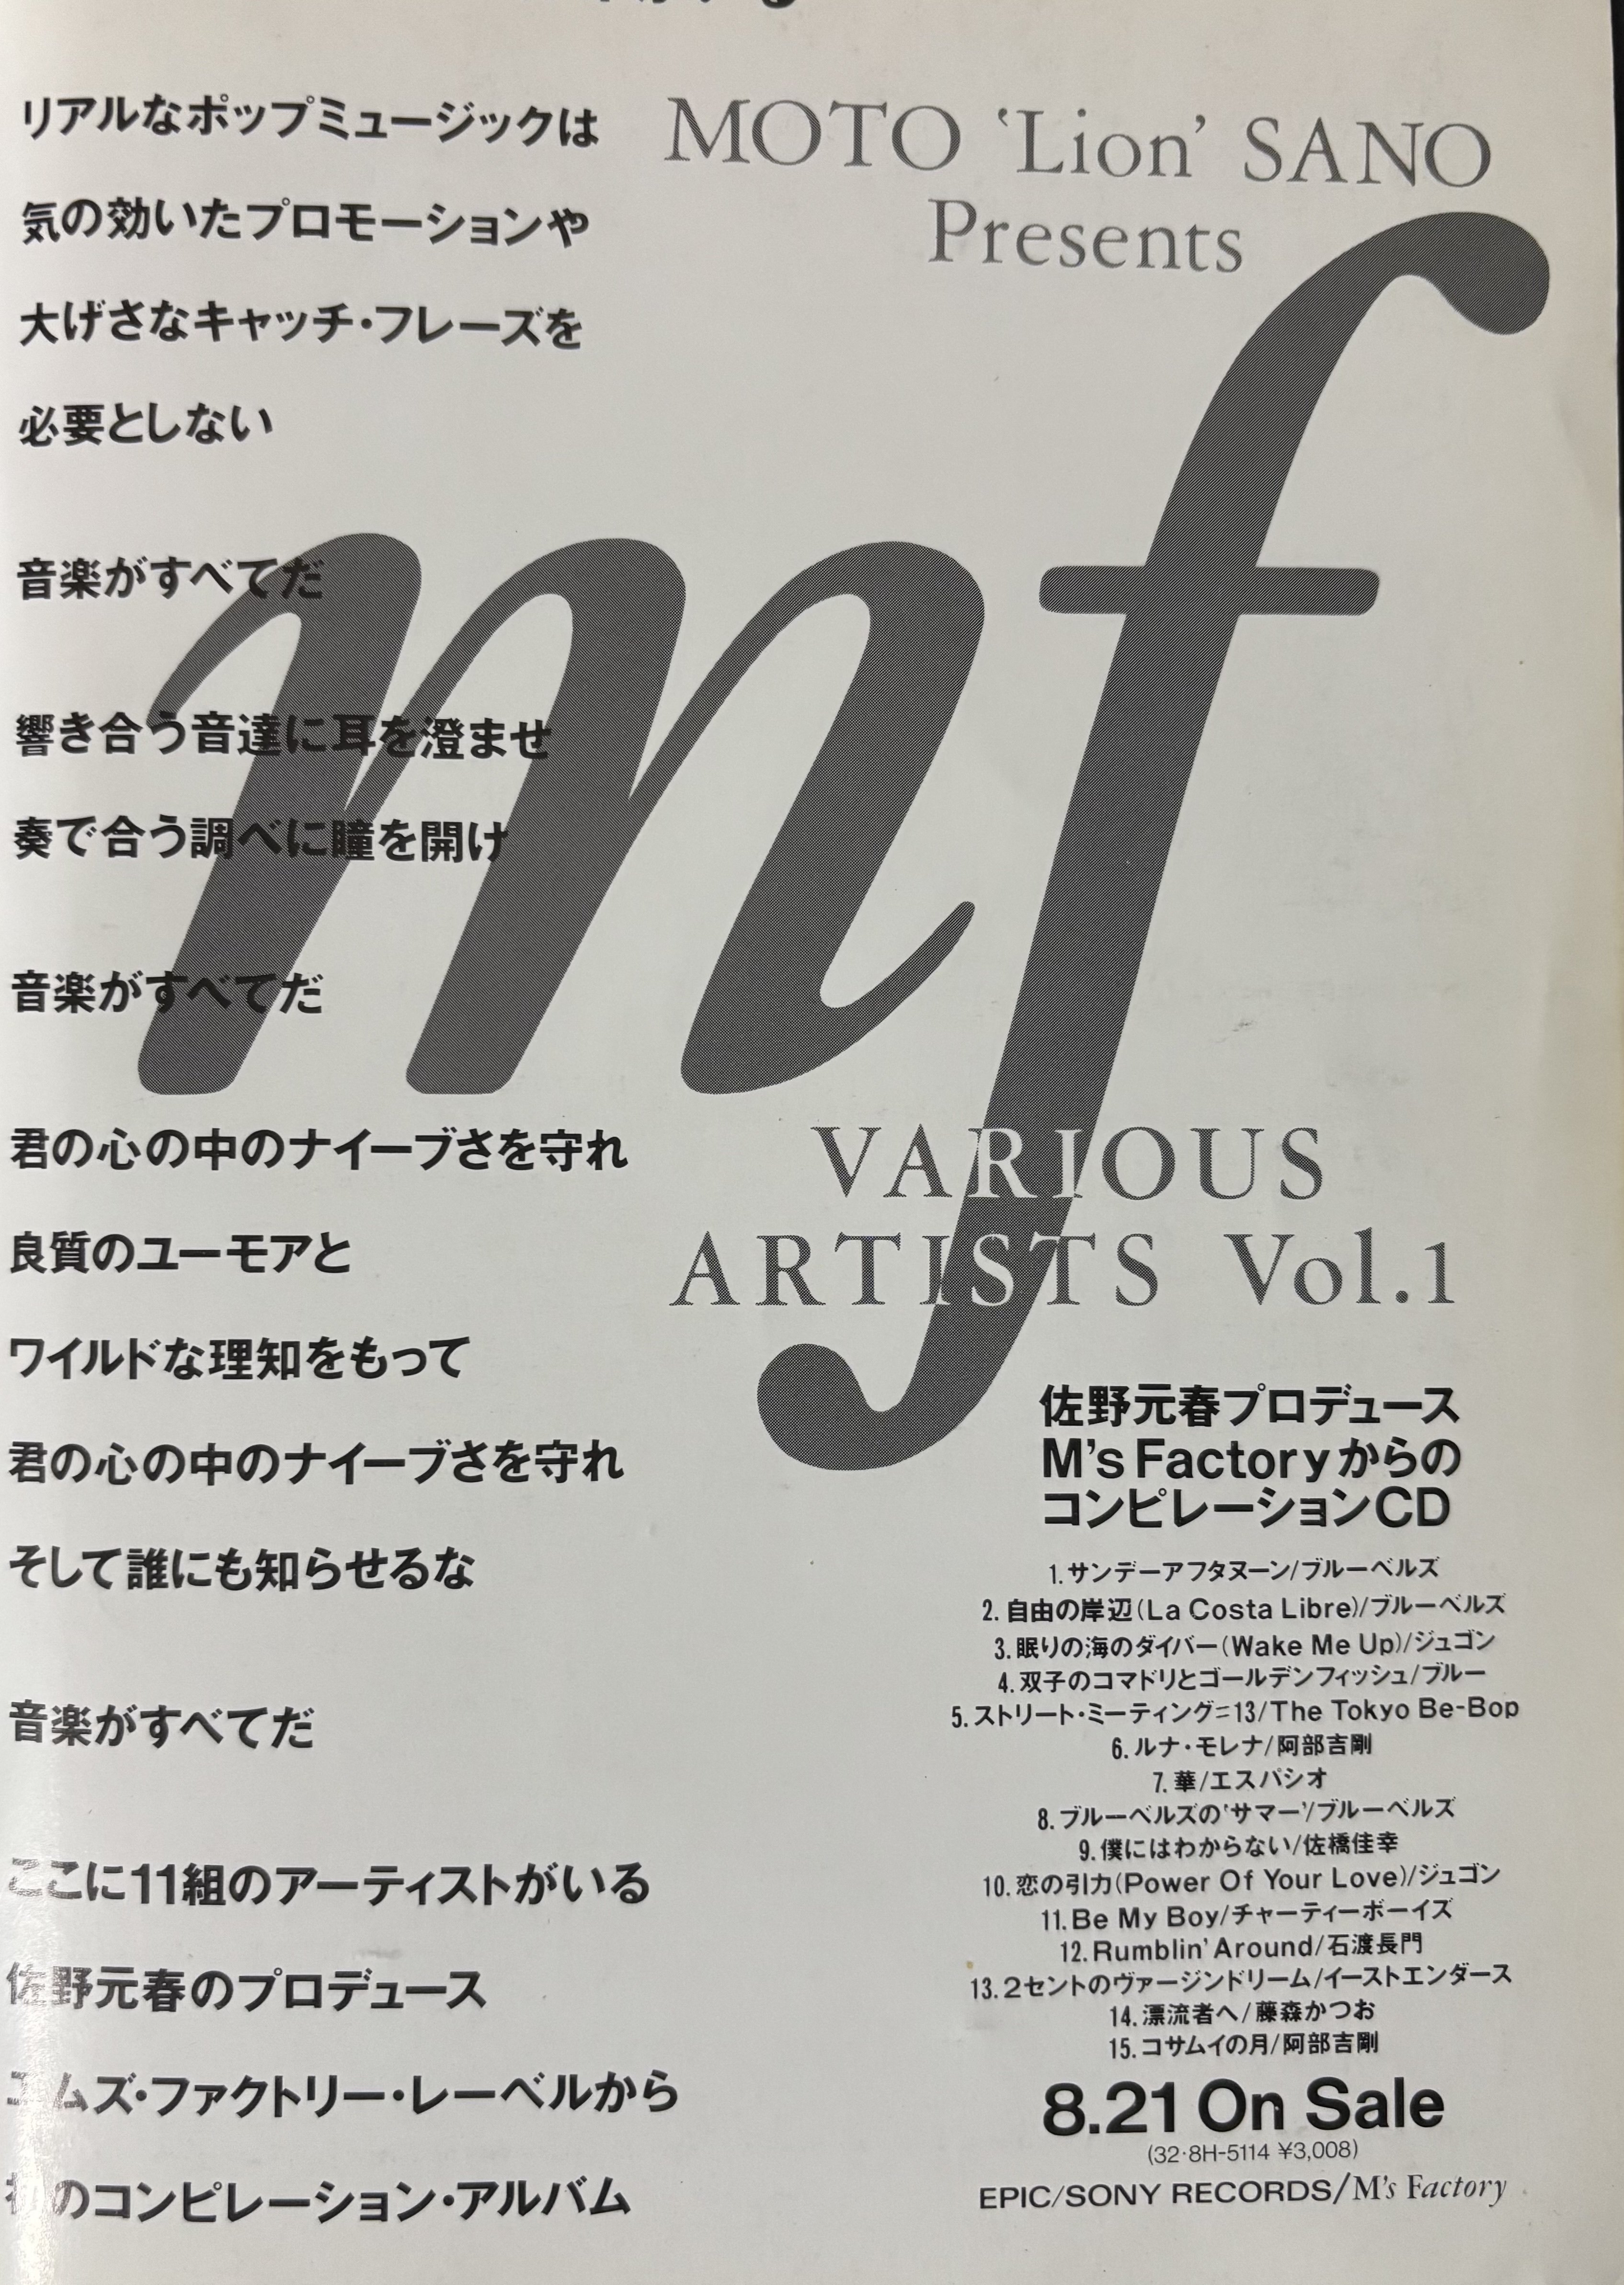 リアルなポップミュージックは
気の効いたプロモーションや
大げさなキャッチ・フレーズを
必要としない
音楽がすべてだ
響き合う音達に耳を澄ませ
奏で合う調べに瞳を開け
音楽がすべてだ
君の心の中のナイーブさを守れ
良質のユーモアと
ワイルドな理知をもって
君の心の中のナイーブさを守れ
そして誰にも知らせるな
音楽がすべてだ
ここに11組のアーティストがいる
佐野元春のプロデュース
エムズ・ファクトリー・レーベルから
初のコンピレーション・アルバム
MOTO 'Lion' SANO
Presents
mf
VARIOUS
ARTISTS Vol.1
佐野元春プロデュース
M's Factoryからの
コンピレーションCD
1.サンデーアフタヌーン/ブルーベルズ
2.自由の岸辺(La Costa Libre)/ブルーベルズ
3.眠りの海のダイバー(Wake Me Up)/ジュゴン
4.双子のコマドリとゴールデンフィッシュ/ブルー
5.ストリート・ミーティング=13/The Tokyo Be-Bop
6.ルナ・モレナ/阿部吉剛
7.華/エスパシオ
8.ブルーベルズの'サマー'/ブルーベルズ
9.僕にはわからない/佐橋佳幸
10.恋の引力(Power Of Your Love)/ジュゴン
11.Be My Boy/チャーティーボーイズ
12.Rumblin' Around/石渡長門
13.2セントのヴァージンドリーム/イーストエンダース
14.漂流者へ/藤森かつお
15.コサムイの月/阿部吉剛
8.21 On Sale
(32・8H-5114 ¥3,008)
EPIC/SONY RECORDS/M's Factory